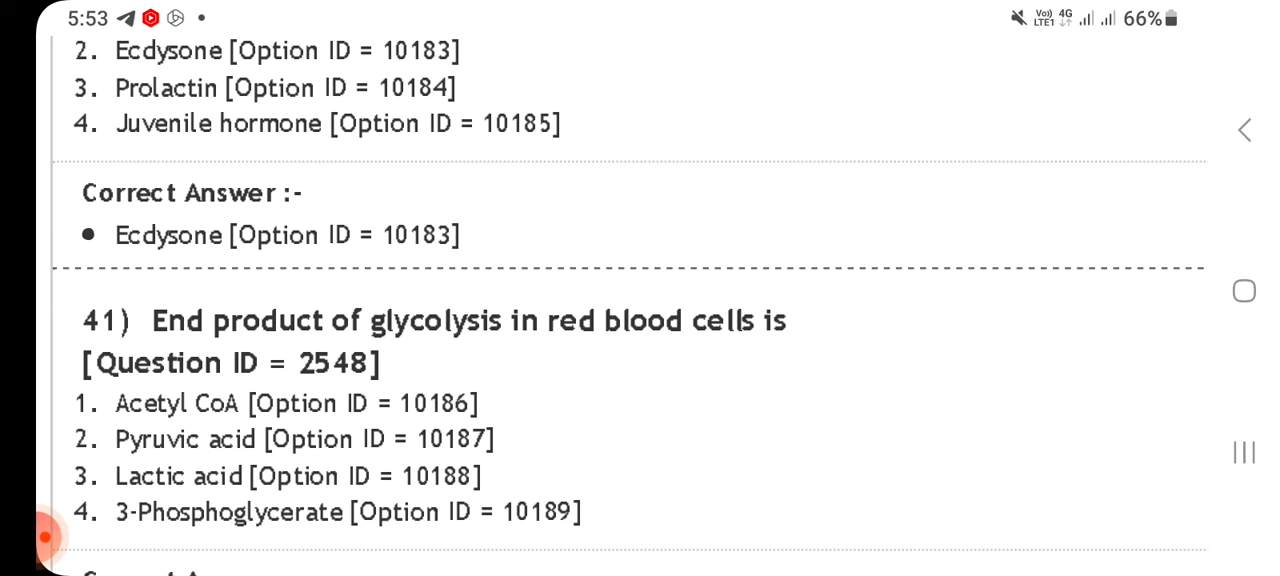 5:53 Vo) LTE1 4G 66%
2. Ecdysone [Option ID = 10183]
3. Prolactin [Option ID = 10184]
4. Juvenile hormone [Option ID = 10185]
Correct Answer :-
● Ecdysone [Option ID = 10183]
41) End product of glycolysis in red blood cells is
[Question ID = 2548]
1. Acetyl CoA [Option ID = 10186]
2. Pyruvic acid [Option ID = 10187]
3. Lactic acid [Option ID = 10188]
4. 3-Phosphoglycerate [Option ID = 10189]